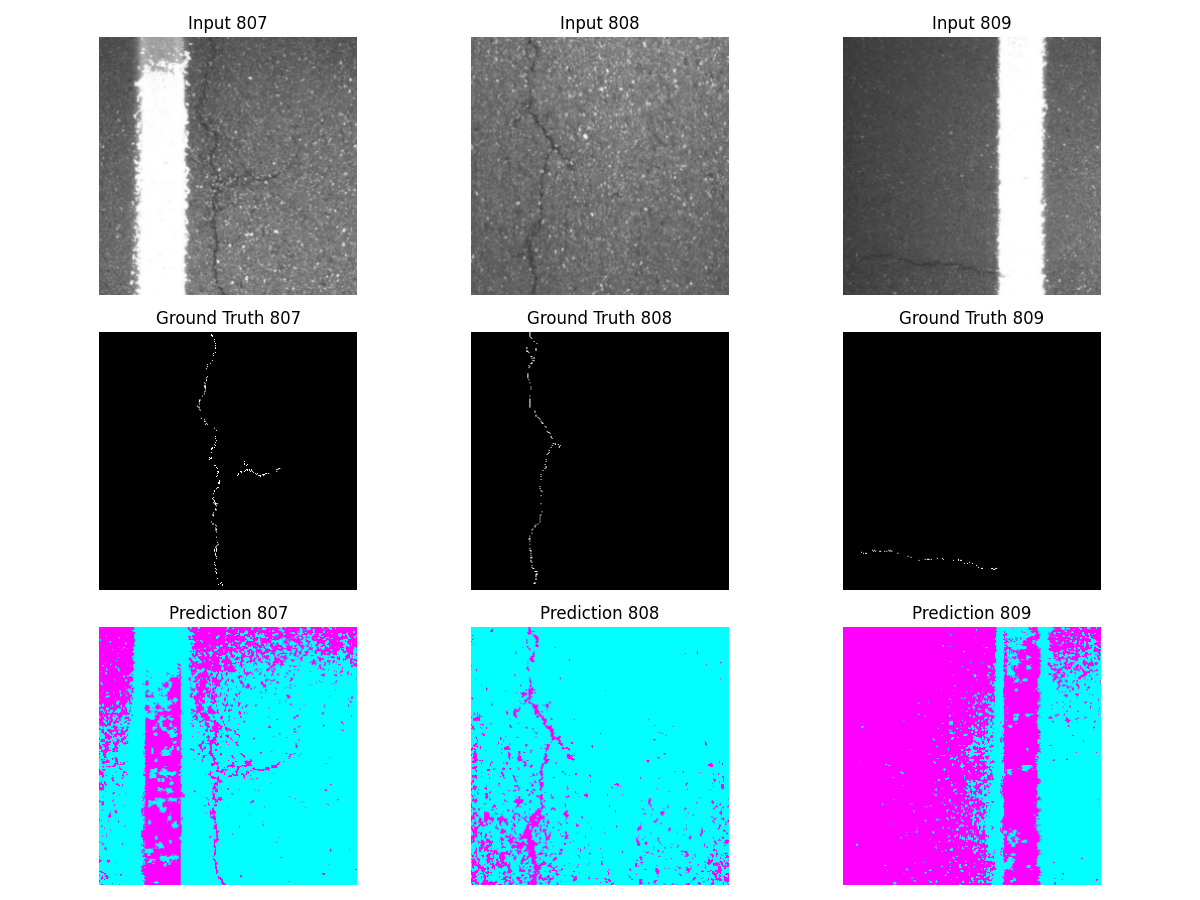 Input 807
Input 808
Input 809
Ground Truth 807
Ground Truth 808
Ground Truth 809
Prediction 807
Prediction 808
Prediction 809